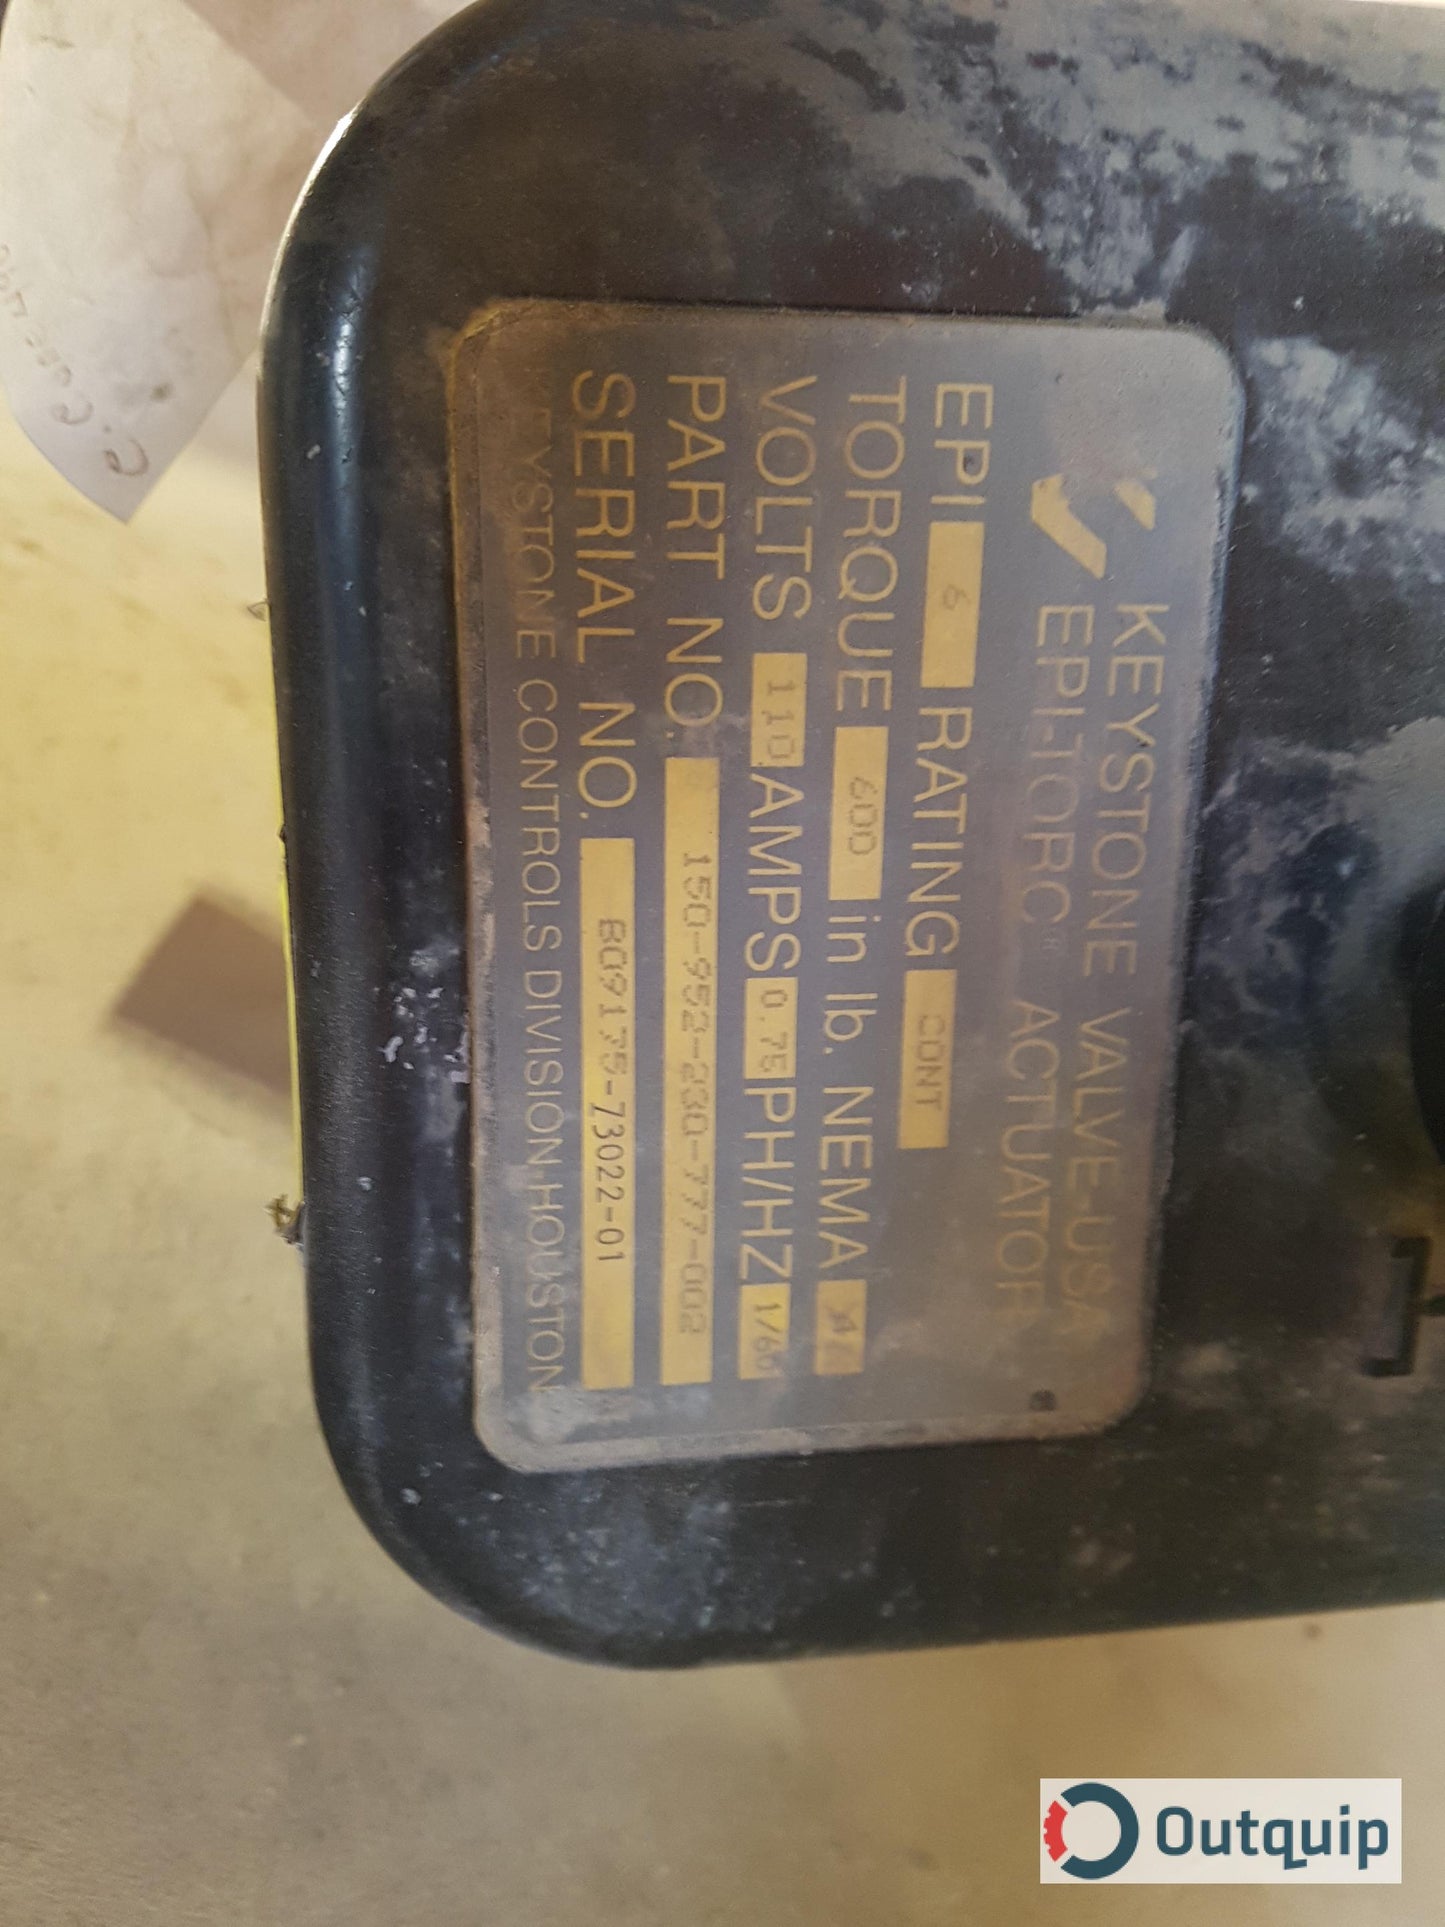 KEYSTONE VALVE-USA
EPI-TORC® ACTUATOR
EPI 6 RATING CONT
TORQUE 600 in lb. NEMA
VOLTS 110 AMPS 0.75 PH/HZ 1/60
PART NO. 150-952-230-777-002
SERIAL NO. B09175-73022-01
KEYSTONE CONTROLS DIVISION-HOUSTON
Outquip